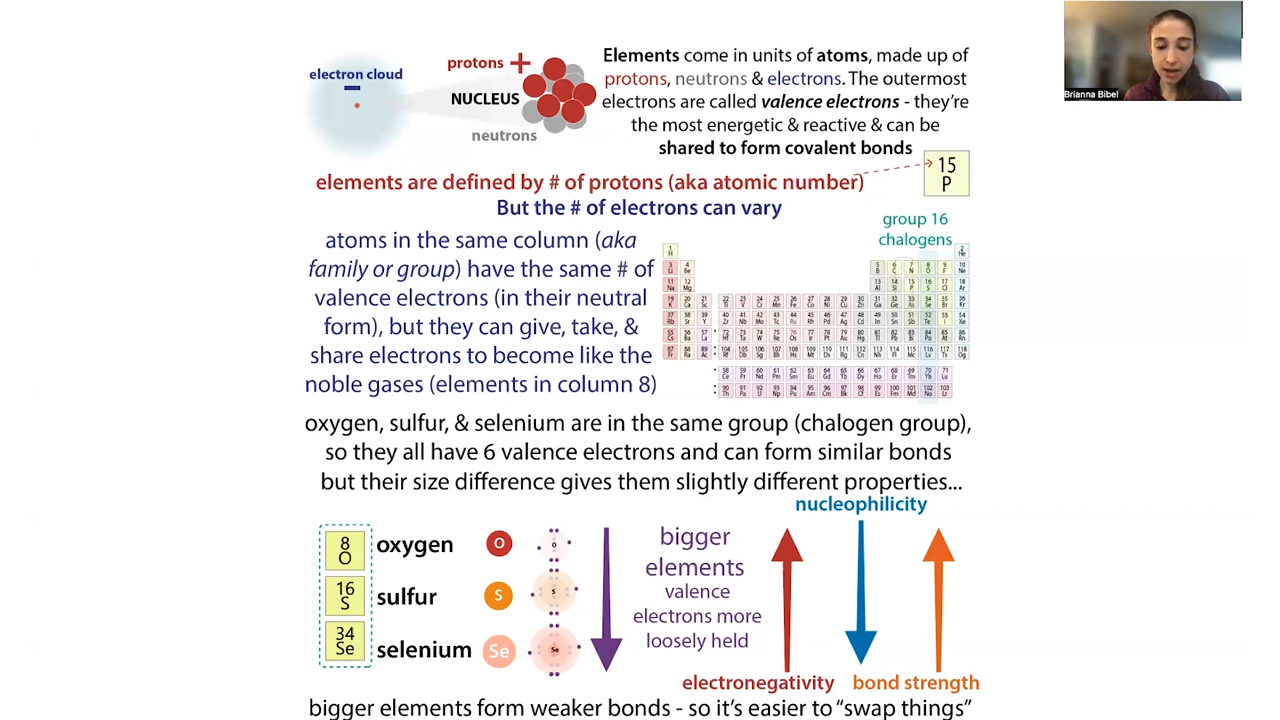 electron cloud
protons +
NUCLEUS
neutrons
Elements come in units of atoms, made up of
protons, neutrons & electrons. The outermost
electrons are called valence electrons - they're
the most energetic & reactive & can be
shared to form covalent bonds
Brianna Bibel
elements are defined by # of protons (aka atomic number)
15
P
But the # of electrons can vary
group 16
chalogens
atoms in the same column (aka
family or group) have the same # of
valence electrons (in their neutral
form), but they can give, take, &
share electrons to become like the
noble gases (elements in column 8)
oxygen, sulfur, & selenium are in the same group (chalogen group),
so they all have 6 valence electrons and can form similar bonds
but their size difference gives them slightly different properties...
nucleophilicity
8
O
oxygen
O
O
16
S
sulfur
S
S
34
Se
selenium
Se
Se
bigger
elements
valence
electrons more
loosely held
electronegativity
bond strength
bigger elements form weaker bonds - so it's easier to "swap things"